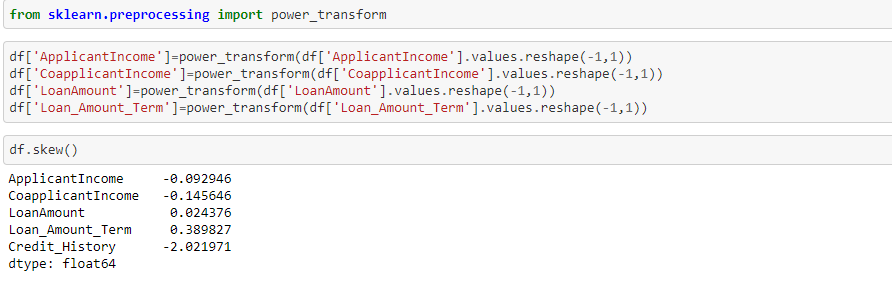 from sklearn.preprocessing import power_transform
df['ApplicantIncome']=power_transform(df['ApplicantIncome'].values.reshape(-1,1))
df['CoapplicantIncome']=power_transform(df['CoapplicantIncome'].values.reshape(-1,1))
df['LoanAmount']=power_transform(df['LoanAmount'].values.reshape(-1,1))
df['Loan_Amount_Term']=power_transform(df['Loan_Amount_Term'].values.reshape(-1,1))
df.skew()
ApplicantIncome     -0.092946
CoapplicantIncome   -0.145646
LoanAmount           0.024376
Loan_Amount_Term     0.389827
Credit_History      -2.021971
dtype: float64